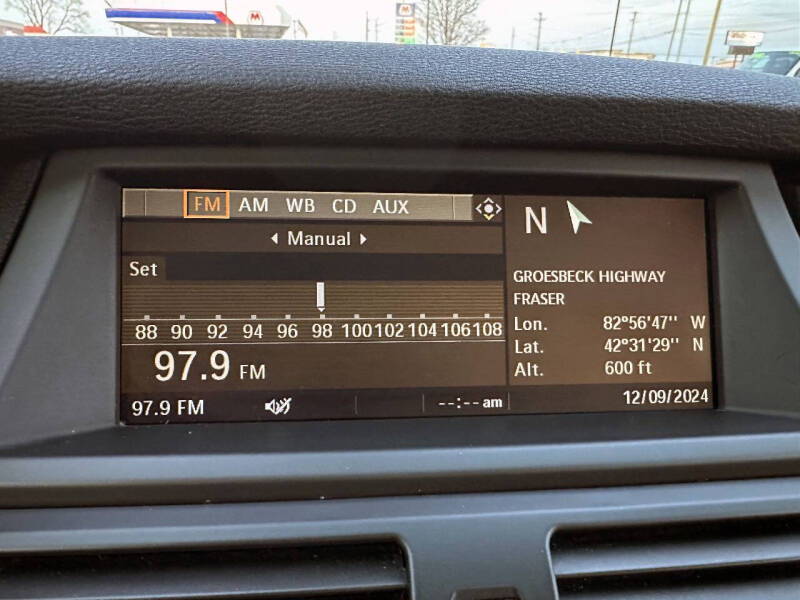 FM AM WB CD AUX
Manual
Set
88 90 92 94 96 98 100 102 104 106 108
97.9 FM
97.9 FM --:-- am
N
GROESBECK HIGHWAY
FRASER
Lon. 82°56'47'' W
Lat. 42°31'29'' N
Alt. 600 ft
12/09/2024